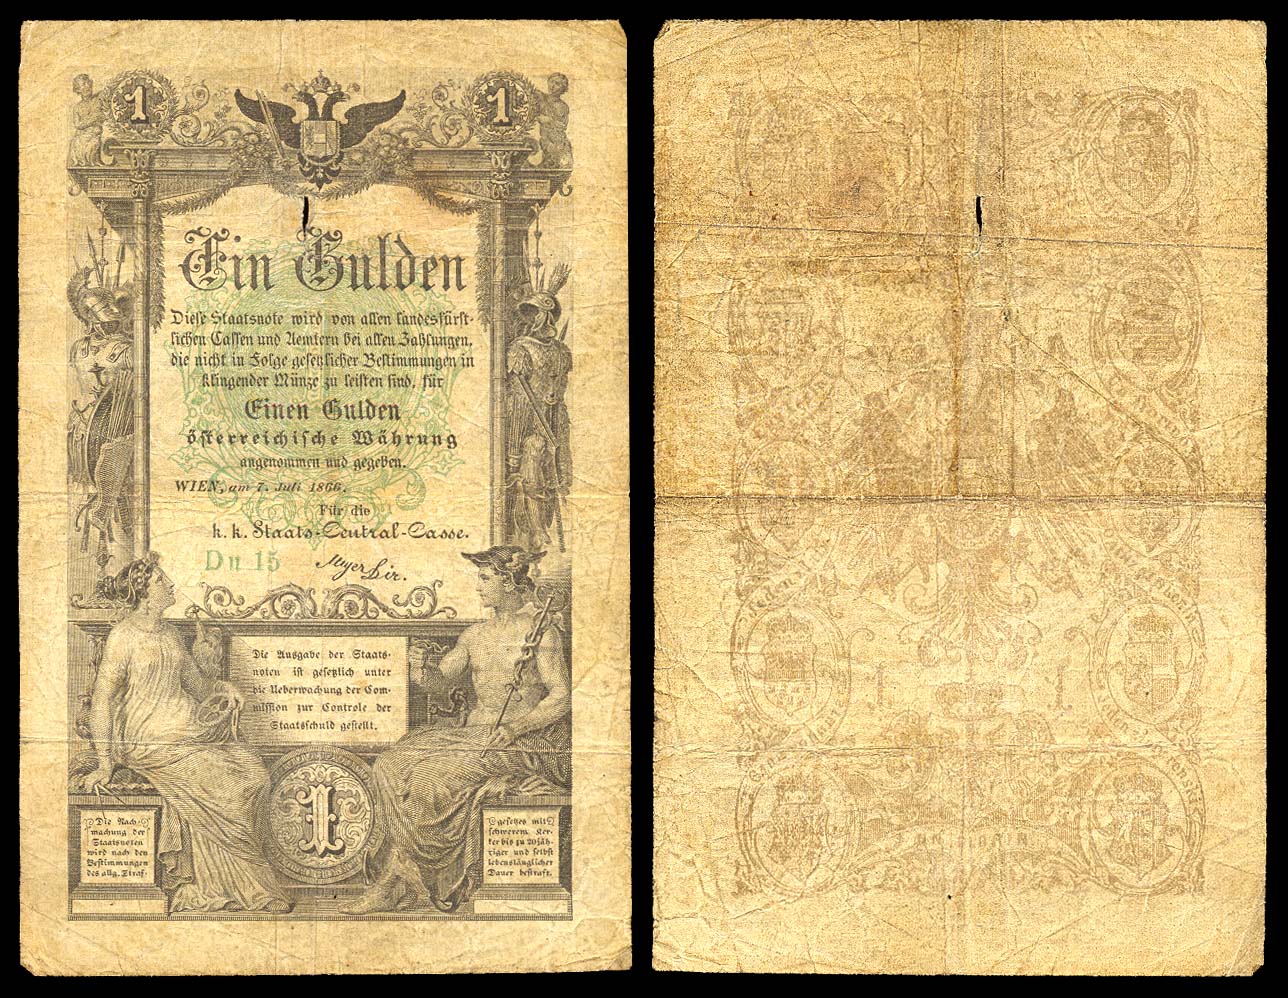 1
1
Ein Gulden
Diese Staatsnote wird von allen landesfürst-
lichen Cassen und Aemtern bei allen Zahlungen,
die nicht in Folge gesetzlicher Bestimmungen in
klingender Münze zu leisten sind, für
Einen Gulden
österreichische Währung
angenommen und gegeben.
WIEN, am 7. Juli 1866.
Für die
k. k. Staats-Central-Casse.
Du 15
Die Ausgabe der Staats-
noten ist gesetzlich unter
die Ueberwachung der Com-
mission zur Controle der
Staatsschuld gestellt.
1
Die Nach-
machung der
Staatsnoten
wird nach den
Bestimmungen
des allg. Straf-
gesetzes mit
schwerem Ker-
ker bis zu 20jäh-
riger und selbst
lebenslänglicher
Dauer bestraft.
1
1